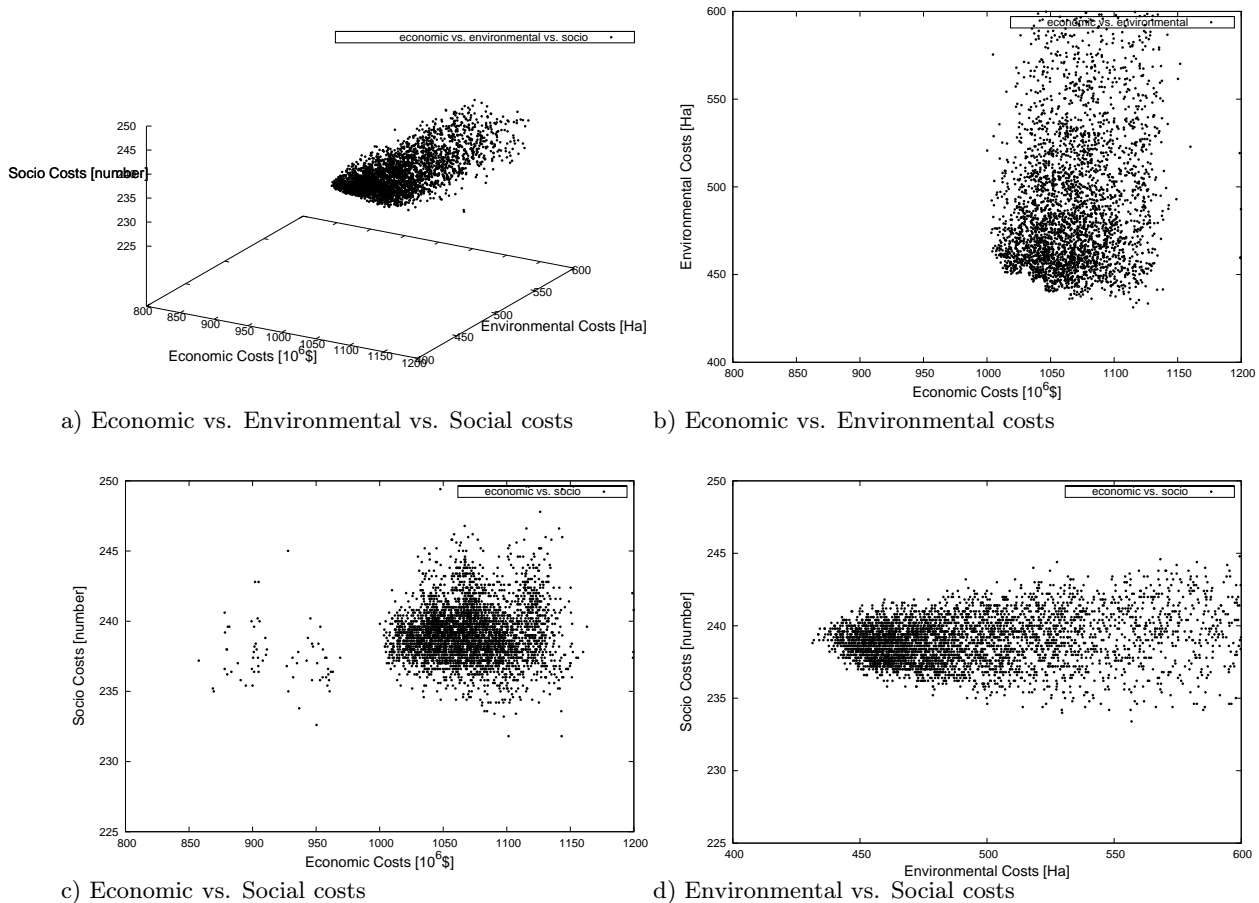 economic vs. environmental vs. socio
250
245
240
235
230
225
Socio Costs [number]
800
850
900
950
1000
1050
1100
1150
1200
Economic Costs [10^6$]
400
450
500
550
600
Environmental Costs [Ha]
a) Economic vs. Environmental vs. Social costs
economic vs. environmental
600
550
500
450
400
Environmental Costs [Ha]
800 850 900 950 1000 1050 1100 1150 1200
Economic Costs [10^6$]
b) Economic vs. Environmental costs
economic vs. socio
250
245
240
235
230
225
Socio Costs [number]
800 850 900 950 1000 1050 1100 1150 1200
Economic Costs [10^6$]
c) Economic vs. Social costs
economic vs. socio
250
245
240
235
230
225
Socio Costs [number]
400 450 500 550 600
Environmental Costs [Ha]
d) Environmental vs. Social costs